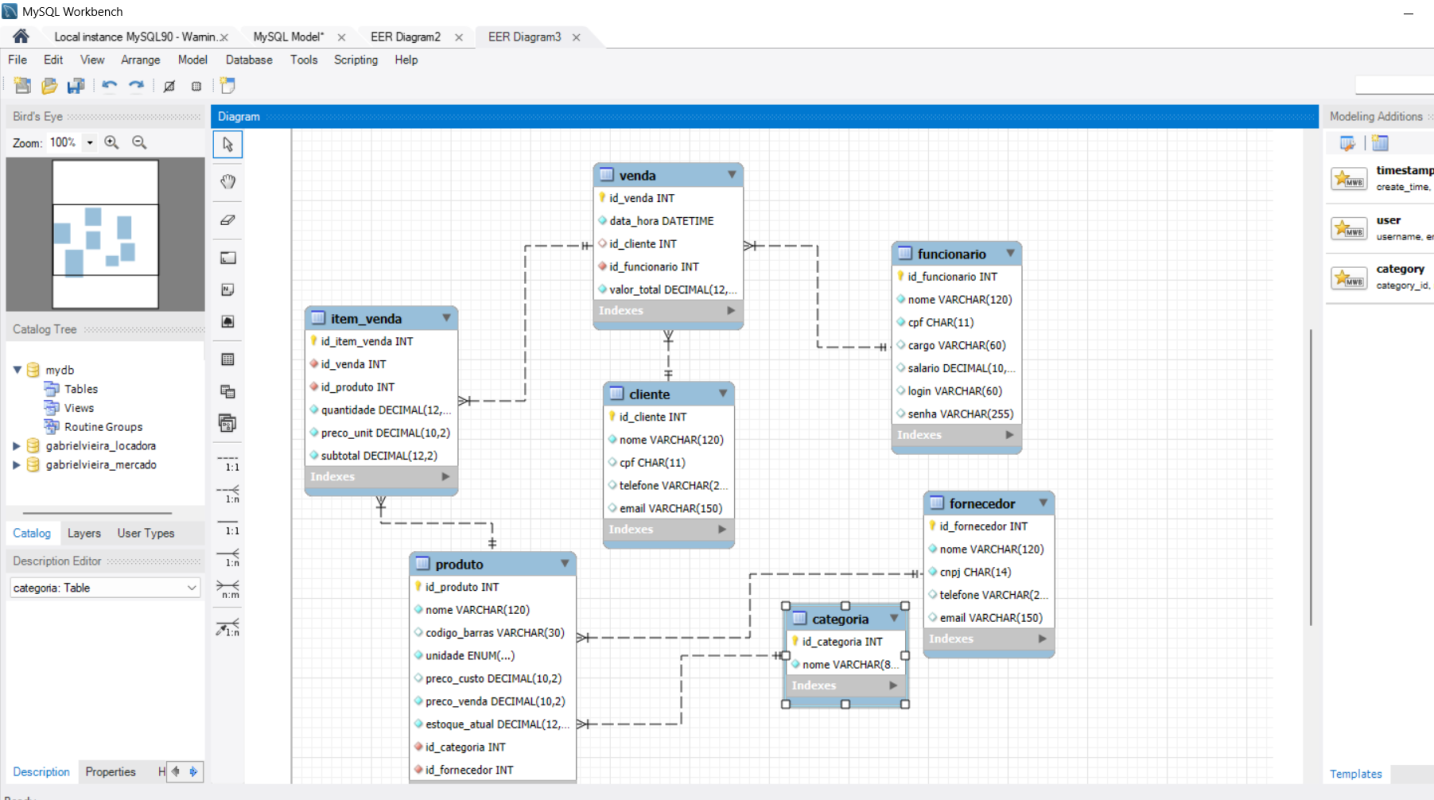 MySQL Workbench
Local instance MySQL90 - Warnin...
MySQL Model*
EER Diagram2
EER Diagram3
File Edit View Arrange Model Database Tools Scripting Help
Bird's Eye
Zoom: 100%
Catalog Tree
mydb
Tables
Views
Routine Groups
gabrielvieira_locadora
gabrielvieira_mercado
Catalog Layers User Types
Description Editor
categoria: Table
Description Properties H
1:1
1:n
1:1
1:n
n:m
1:n
Diagram
venda
id_venda INT
data_hora DATETIME
id_cliente INT
id_funcionario INT
valor_total DECIMAL(12,...
Indexes
funcionario
id_funcionario INT
nome VARCHAR(120)
cpf CHAR(11)
cargo VARCHAR(60)
salario DECIMAL(10,...
login VARCHAR(60)
senha VARCHAR(255)
Indexes
item_venda
id_item_venda INT
id_venda INT
id_produto INT
quantidade DECIMAL(12,...
preco_unit DECIMAL(10,2)
subtotal DECIMAL(12,2)
Indexes
cliente
id_cliente INT
nome VARCHAR(120)
cpf CHAR(11)
telefone VARCHAR(2...
email VARCHAR(150)
Indexes
fornecedor
id_fornecedor INT
nome VARCHAR(120)
cnpj CHAR(14)
telefone VARCHAR(2...
email VARCHAR(150)
Indexes
produto
id_produto INT
nome VARCHAR(120)
codigo_barras VARCHAR(30)
unidade ENUM(...)
preco_custo DECIMAL(10,2)
preco_venda DECIMAL(10,2)
estoque_atual DECIMAL(12,...
id_categoria INT
id_fornecedor INT
categoria
id_categoria INT
nome VARCHAR(8...
Indexes
Modeling Additions
timestamp
create_time,
user
username, e
category
category_id,
Templates